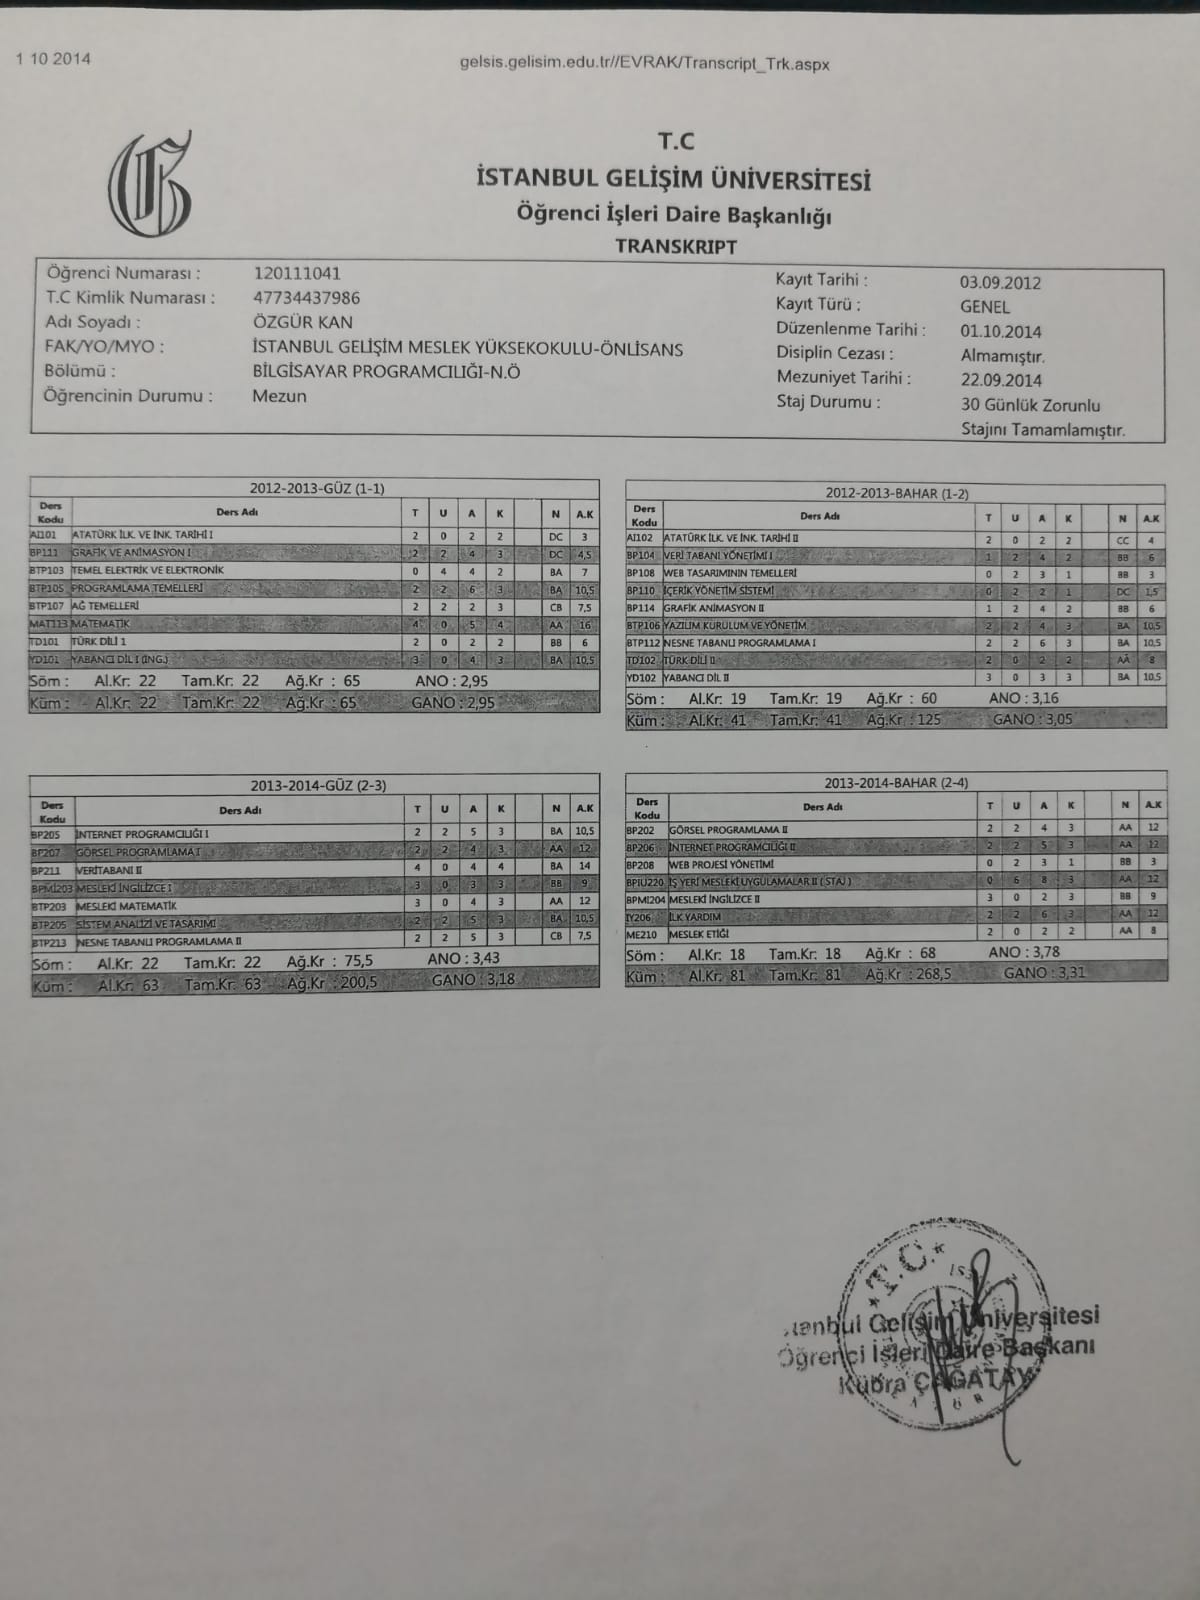 1 10 2014
gelsis.gelisim.edu.tr//EVRAK/Transcript_Trk.aspx
T.C
İSTANBUL GELİŞİM ÜNİVERSİTESİ
Öğrenci İşleri Daire Başkanlığı
TRANSKRIPT
Öğrenci Numarası : 120111041
T.C Kimlik Numarası : 47734437986
Adı Soyadı : ÖZGÜR KAN
FAK/YO/MYO : İSTANBUL GELİŞİM MESLEK YÜKSEKOKULU-ÖNLİSANS
Bölümü : BİLGİSAYAR PROGRAMCILIĞI-N.Ö
Öğrencinin Durumu : Mezun
Kayıt Tarihi : 03.09.2012
Kayıt Türü : GENEL
Düzenlenme Tarihi : 01.10.2014
Disiplin Cezası : Almamıştır.
Mezuniyet Tarihi : 22.09.2014
Staj Durumu : 30 Günlük Zorunlu
Stajını Tamamlamıştır.
2012-2013-GÜZ (1-1)
Ders Kodu Ders Adı T U A K N A.K
AI101 ATATÜRK İLK. VE İNK. TARİHİ I 2 0 2 2 DC 3
BP111 GRAFİK VE ANİMASYON I 2 2 4 3 DC 4,5
BTP103 TEMEL ELEKTRİK VE ELEKTRONİK 0 4 4 2 BA 7
BTP105 PROGRAMLAMA TEMELLERİ 2 2 6 3 BA 10,5
BTP107 AĞ TEMELLERİ 2 2 2 3 CB 7,5
MAT113 MATEMATİK 4 0 5 4 AA 16
TD101 TÜRK DİLİ 1 2 0 2 2 BB 6
YD101 YABANCI DİL I (İNG.) 3 0 4 3 BA 10,5
Söm : Al.Kr: 22 Tam.Kr: 22 Ağ.Kr : 65 ANO : 2,95
Küm : Al.Kr: 22 Tam.Kr: 22 Ağ.Kr : 65 GANO : 2,95
2012-2013-BAHAR (1-2)
Ders Kodu Ders Adı T U A K N A.K
AI102 ATATÜRK İLK. VE İNK. TARİHİ II 2 0 2 2 CC 4
BP104 VERİ TABANI YÖNETİMİ I 1 2 4 2 BB 6
BP108 WEB TASARIMININ TEMELLERİ 0 2 3 1 BB 3
BP110 İÇERİK YÖNETİM SİSTEMİ 0 2 2 1 DC 1,5
BP114 GRAFİK ANİMASYON II 1 2 4 2 BB 6
BTP106 YAZILIM KURULUM VE YÖNETİM 2 2 4 3 BA 10,5
BTP112 NESNE TABANLI PROGRAMLAMA I 2 2 6 3 BA 10,5
TD102 TÜRK DİLİ II 2 0 2 2 AA 8
YD102 YABANCI DİL II 3 0 3 3 BA 10,5
Söm : Al.Kr: 19 Tam.Kr: 19 Ağ.Kr : 60 ANO : 3,16
Küm : Al.Kr: 41 Tam.Kr: 41 Ağ.Kr : 125 GANO : 3,05
2013-2014-GÜZ (2-3)
Ders Kodu Ders Adı T U A K N A.K
BP205 İNTERNET PROGRAMCILIĞI I 2 2 5 3 BA 10,5
BP207 GÖRSEL PROGRAMLAMA I 2 2 4 3 AA 12
BP211 VERİTABANI II 4 0 4 4 BA 14
BPMİ203 MESLEKİ İNGİLİZCE I 3 0 3 3 BB 9
BTP203 MESLEKİ MATEMATİK 3 0 4 3 AA 12
BTP205 SİSTEM ANALİZİ VE TASARIMI 2 2 5 3 BA 10,5
BTP213 NESNE TABANLI PROGRAMLAMA II 2 2 5 3 CB 7,5
Söm : Al.Kr: 22 Tam.Kr: 22 Ağ.Kr : 75,5 ANO : 3,43
Küm : Al.Kr: 63 Tam.Kr: 63 Ağ.Kr : 200,5 GANO : 3,18
2013-2014-BAHAR (2-4)
Ders Kodu Ders Adı T U A K N A.K
BP202 GÖRSEL PROGRAMLAMA II 2 2 4 3 AA 12
BP206 İNTERNET PROGRAMCILIĞI II 2 2 5 3 AA 12
BP208 WEB PROJESİ YÖNETİMİ 0 2 3 1 BB 3
BPIU220 İŞ YERİ MESLEKİ UYGULAMALAR II ( STAJ ) 0 6 8 3 AA 12
BPMİ204 MESLEKİ İNGİLİZCE II 3 0 2 3 BB 9
IY206 İLK YARDIM 2 2 6 3 AA 12
ME210 MESLEK ETİĞİ 2 0 2 2 AA 8
Söm : Al.Kr: 18 Tam.Kr: 18 Ağ.Kr : 68 ANO : 3,78
Küm : Al.Kr: 81 Tam.Kr: 81 Ağ.Kr : 268,5 GANO : 3,31
T.C.
Gelişim Üniversitesi
Öğrenci İşleri Daire Başkanı
Kübra ÇAĞATAY